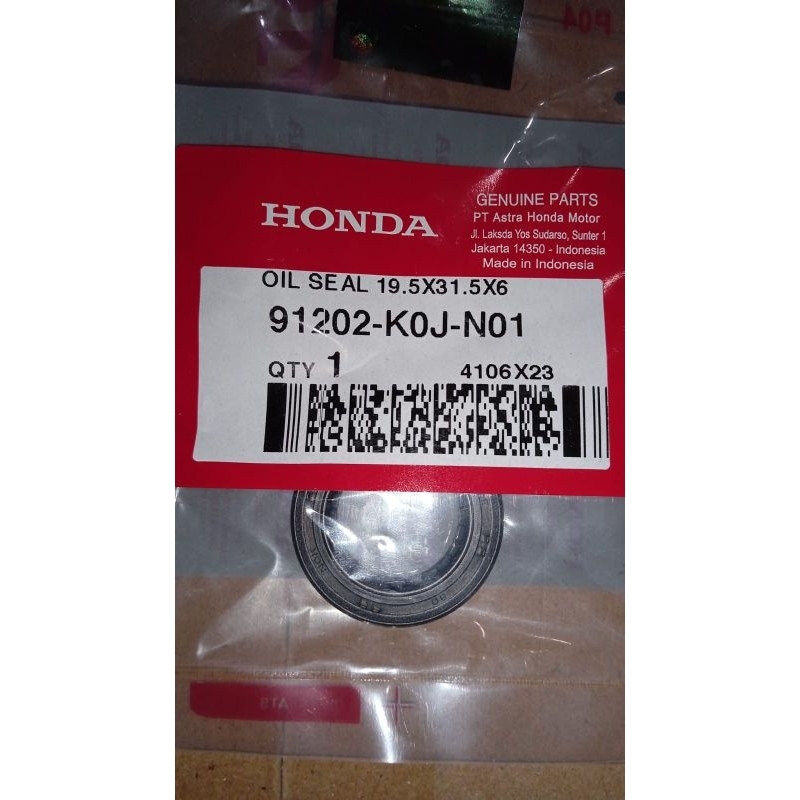 HONDA
GENUINE PARTS
PT Astra Honda Motor
Jl. Laksda Yos Sudarso, Sunter 1
Jakarta 14350 - Indonesia
Made in Indonesia
OIL SEAL 19.5X31.5X6
91202-K0J-N01
QTY 1 4106X23
NOK